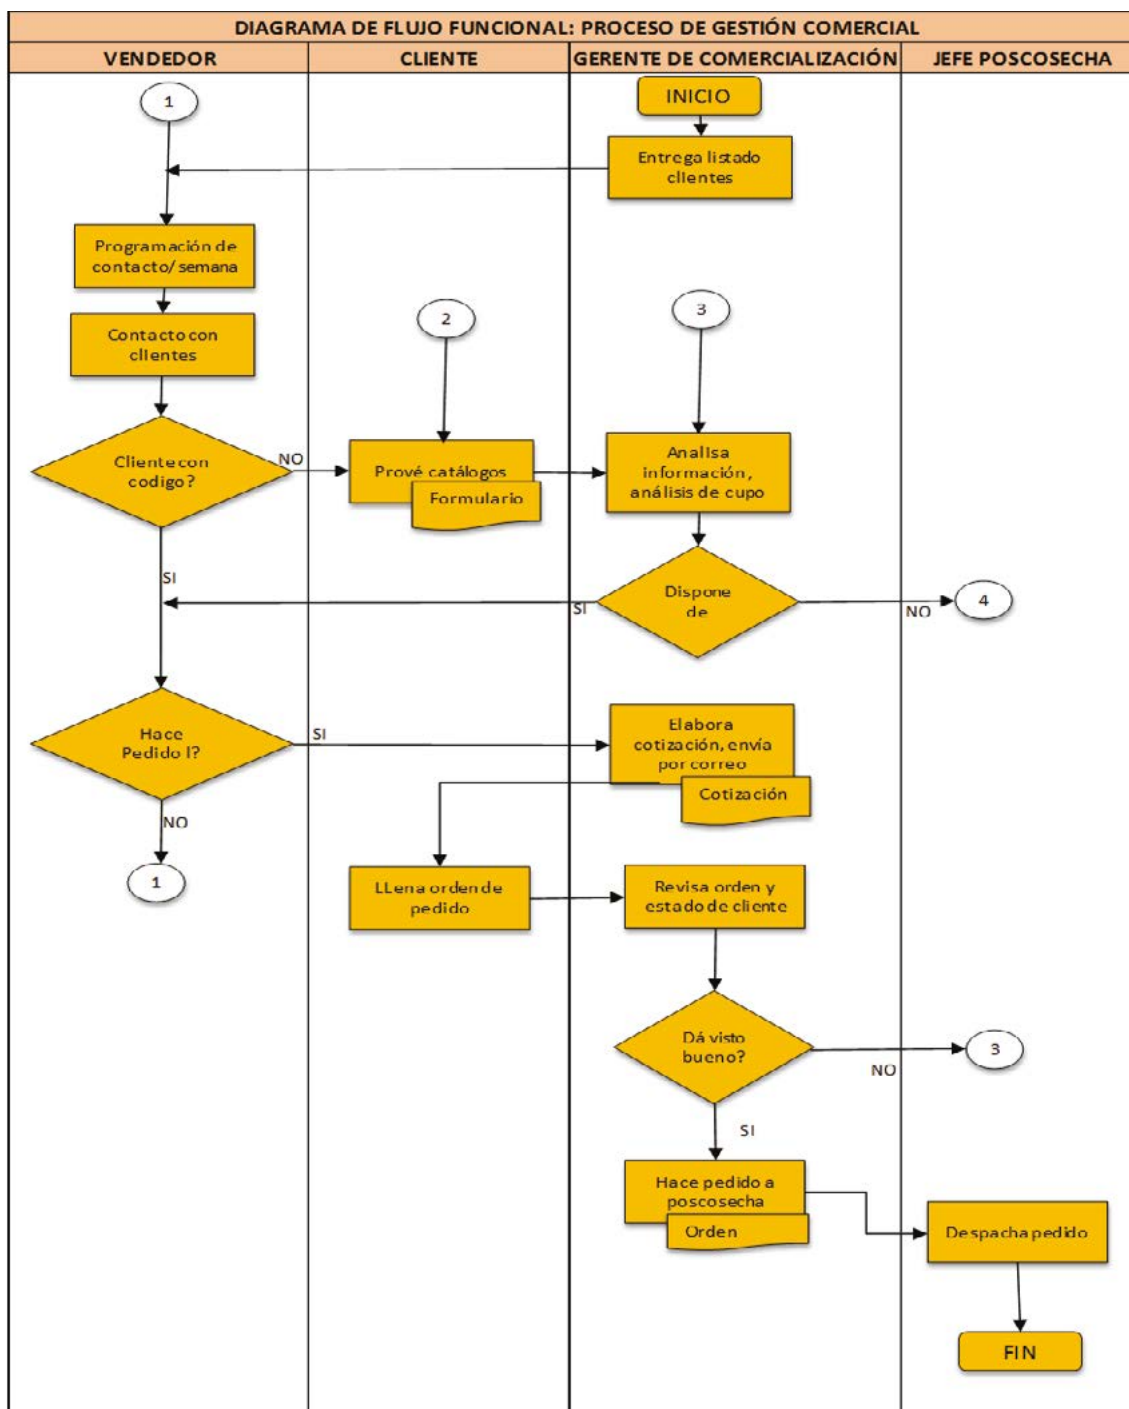 DIAGRAMA DE FLUJO FUNCIONAL: PROCESO DE GESTIÓN COMERCIAL
VENDEDOR
CLIENTE
GERENTE DE COMERCIALIZACIÓN
JEFE POSCOSECHA
1
INICIO
Entrega listado
clientes
Programación de
contacto/semana
Contacto con
clientes
2
3
Cliente con
codigo?
NO
Prové catálogos
Formulario
Analisa
información,
análisis de cupo
SI
Dispone
de
SI
NO
4
Hace
Pedido l?
SI
Elabora
cotización, envía
por correo
Cotización
NO
1
LLena orden de
pedido
Revisa orden y
estado de cliente
Dá visto
bueno?
NO
3
SI
Hace pedido a
poscosecha
Orden
Despacha pedido
FIN